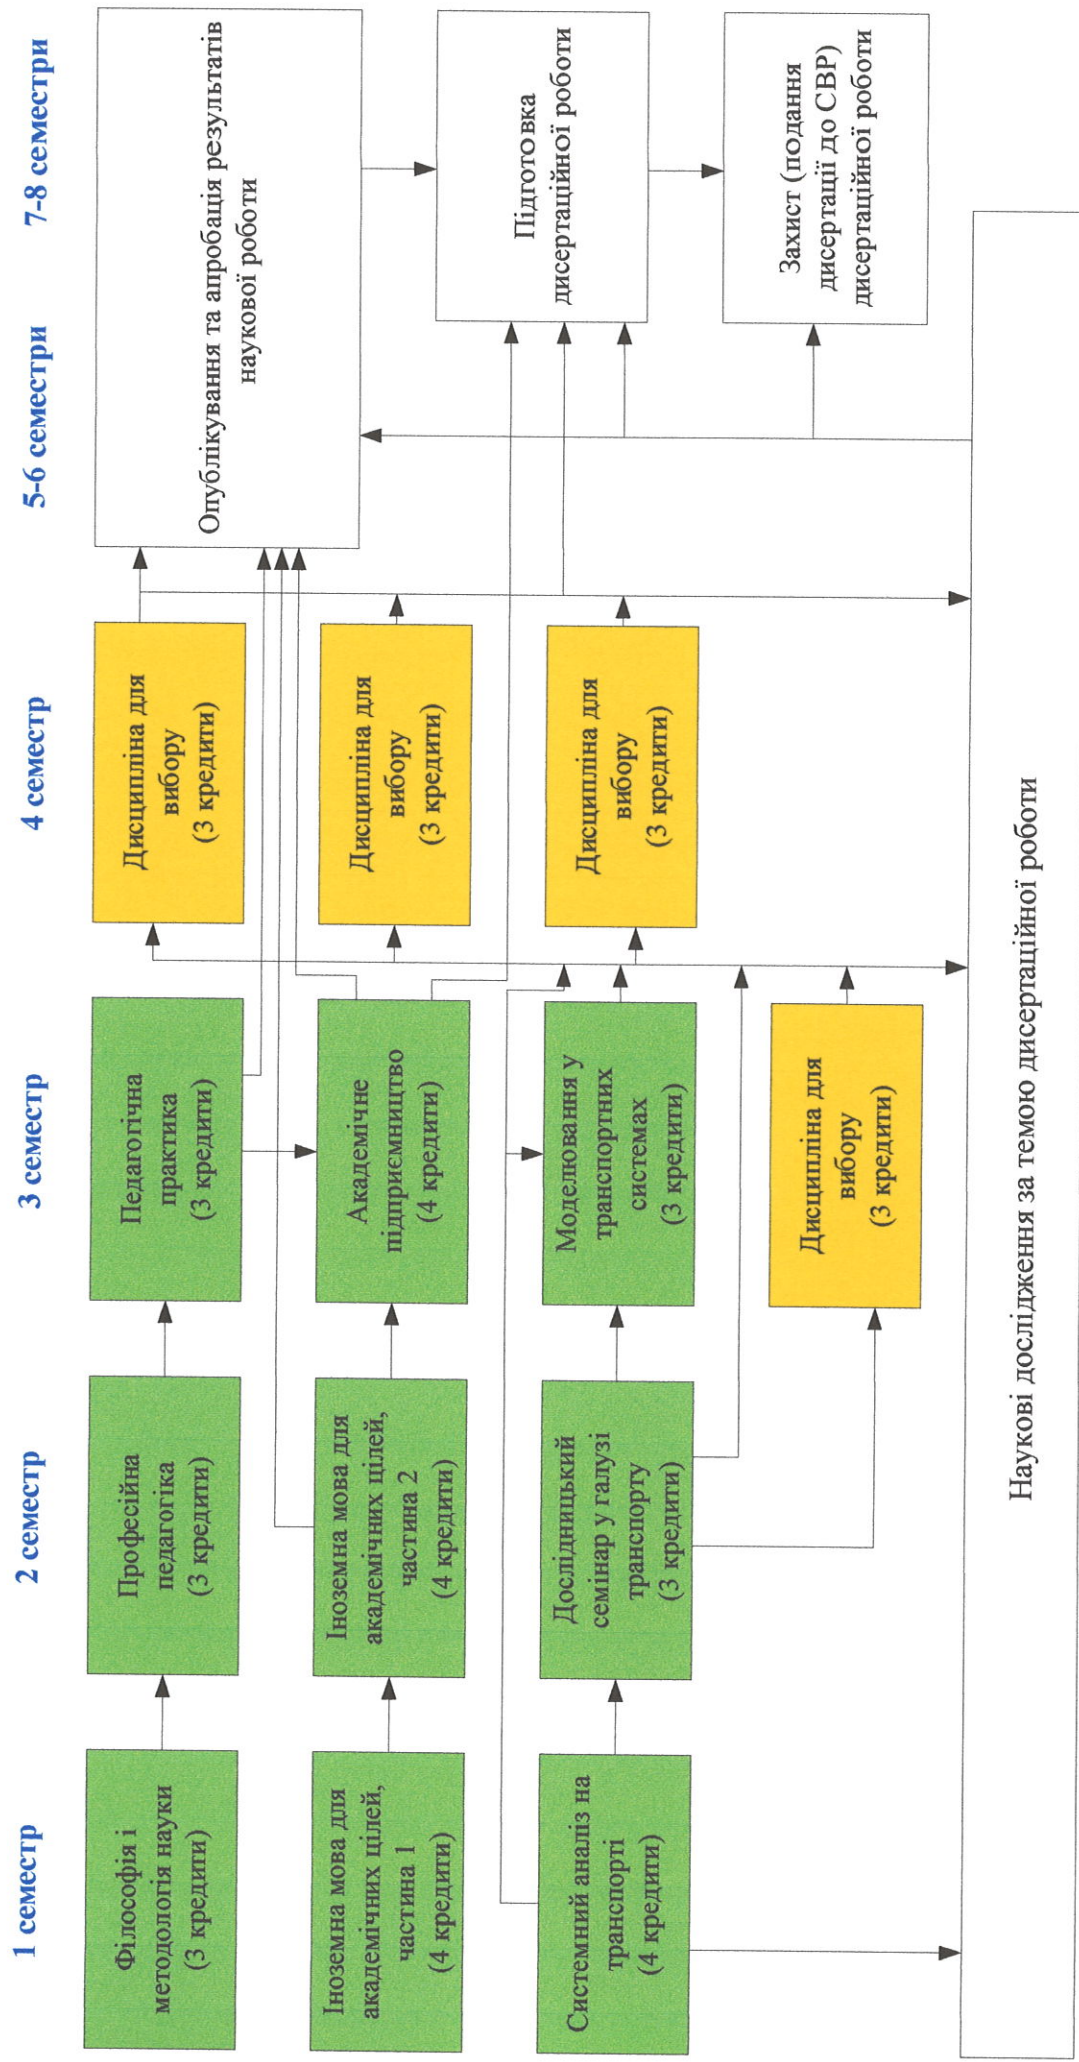 1 семестр
2 семестр
3 семестр
4 семестр
5-6 семестри
7-8 семестри
Філософія і
методологія науки
(3 кредити)
Професійна
педагогіка
(3 кредити)
Педагогічна
практика
(3 кредити)
Дисципліна для
вибору
(3 кредити)
Опублікування та апробація результатів
наукової роботи
Іноземна мова для
академічних цілей,
частина 1
(4 кредити)
Іноземна мова для
академічних цілей,
частина 2
(4 кредити)
Академічне
підприємництво
(4 кредити)
Дисципліна для
вибору
(3 кредити)
Підготовка
дисертаційної роботи
Системний аналіз на
транспорті
(4 кредити)
Дослідницький
семінар у галузі
транспорту
(3 кредити)
Моделювання у
транспортних
системах
(3 кредити)
Дисципліна для
вибору
(3 кредити)
Захист (подання
дисертації до СВР)
дисертаційної роботи
Дисципліна для
вибору
(3 кредити)
Наукові дослідження за темою дисертаційної роботи